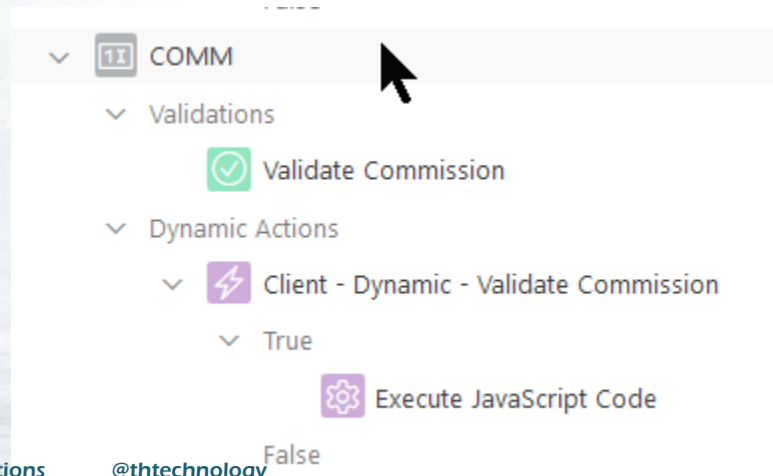 COMM
Validations
Validate Commission
Dynamic Actions
Client - Dynamic - Validate Commission
True
Execute JavaScript Code
False
@thtechnology